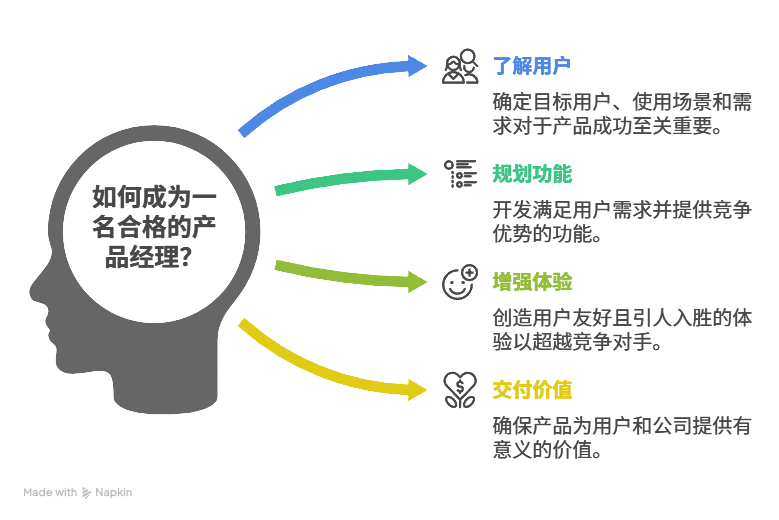 如何成为一
名合格的产
品经理？
了解用户
确定目标用户、使用场景和需
求对于产品成功至关重要。
规划功能
开发满足用户需求并提供竞争
优势的功能。
增强体验
创造用户友好且引人入胜的体
验以超越竞争对手。
交付价值
确保产品为用户和公司提供有
意义的价值。
Made with Napkin